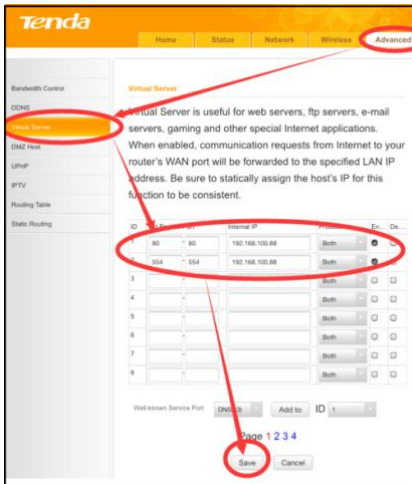 Tenda
Home Status Network Wireless Advanced
Bandwidth Control
DDNS
Virtual Server
DMZ Host
UPnP
IPTV
Routing Table
Static Routing
Virtual Server
Virtual Server is useful for web servers, ftp servers, e-mail
servers, gaming and other special Internet applications.
When enabled, communication requests from Internet to your
router's WAN port will be forwarded to the specified LAN IP
address. Be sure to statically assign the host's IP for this
function to be consistent.
ID Internal IP En... De...
1 80 - 80 192.168.100.88 Both
2 554 - 554 192.168.100.88 Both
3 - Both
4 - Both
5 - Both
6 - Both
7 - Both
8 - Both
Well-known Service Port Add to ID 1
Page 1 2 3 4
Save Cancel